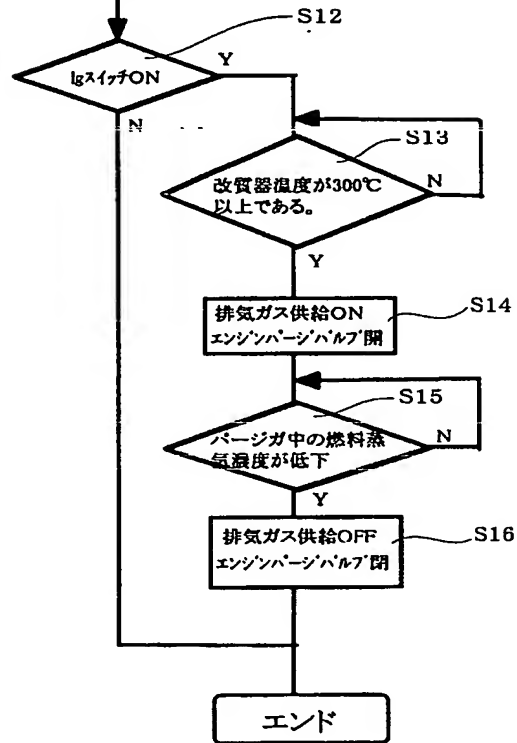 S12
IgスイッチON
Y
N
S13
改質器温度が300℃
以上である。
N
Y
S14
排気ガス供給ON
エンジンパージバルブ開
S15
パージガ中の燃料蒸
気濃度が低下
N
Y
S16
排気ガス供給OFF
エンジンパージバルブ閉
エンド